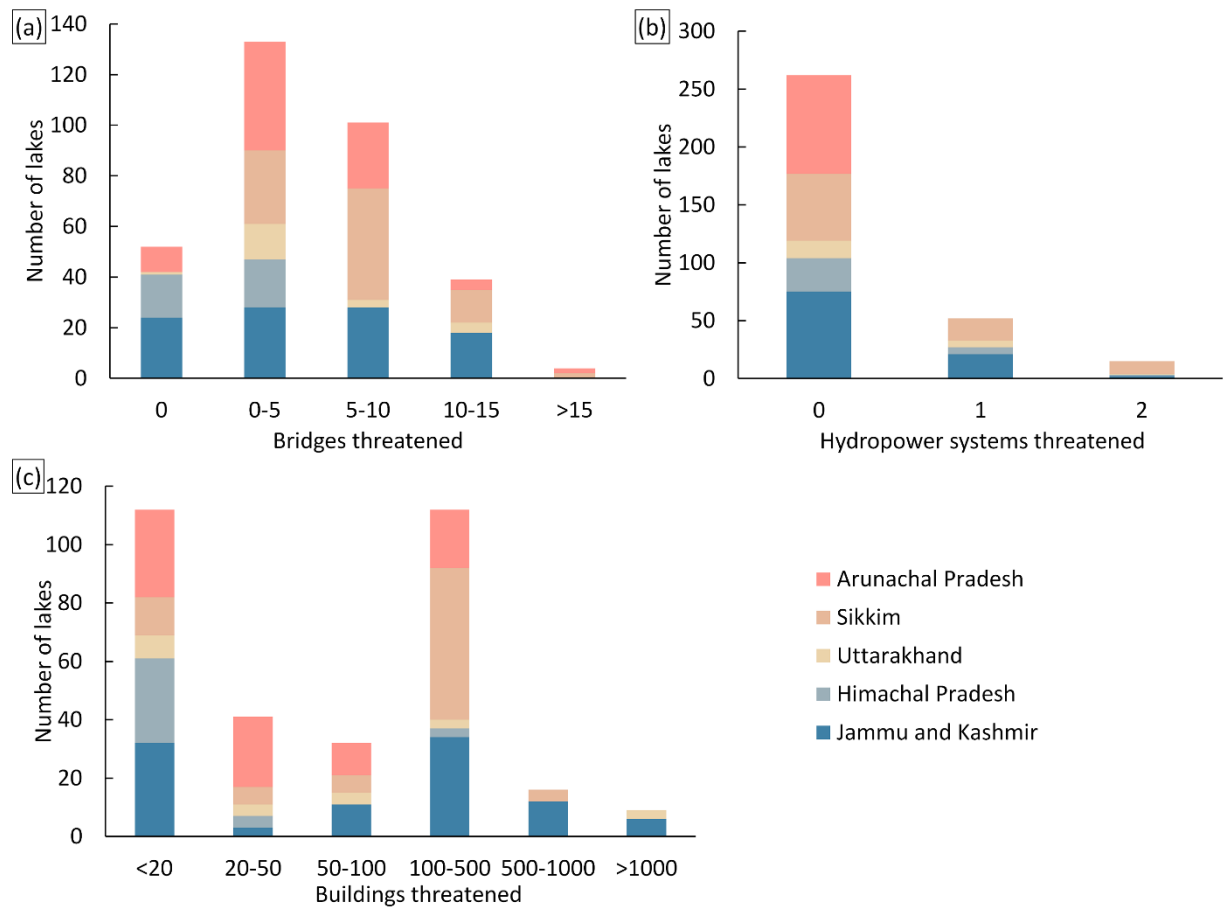 (a)
140
120
100
80
60
40
20
0
Number of lakes
0 0-5 5-10 10-15 >15
Bridges threatened
(b)
300
250
200
150
100
50
0
Number of lakes
0 1 2
Hydropower systems threatened
(c)
120
100
80
60
40
20
0
Number of lakes
<20 20-50 50-100 100-500 500-1000 >1000
Buildings threatened
Arunachal Pradesh
Sikkim
Uttarakhand
Himachal Pradesh
Jammu and Kashmir